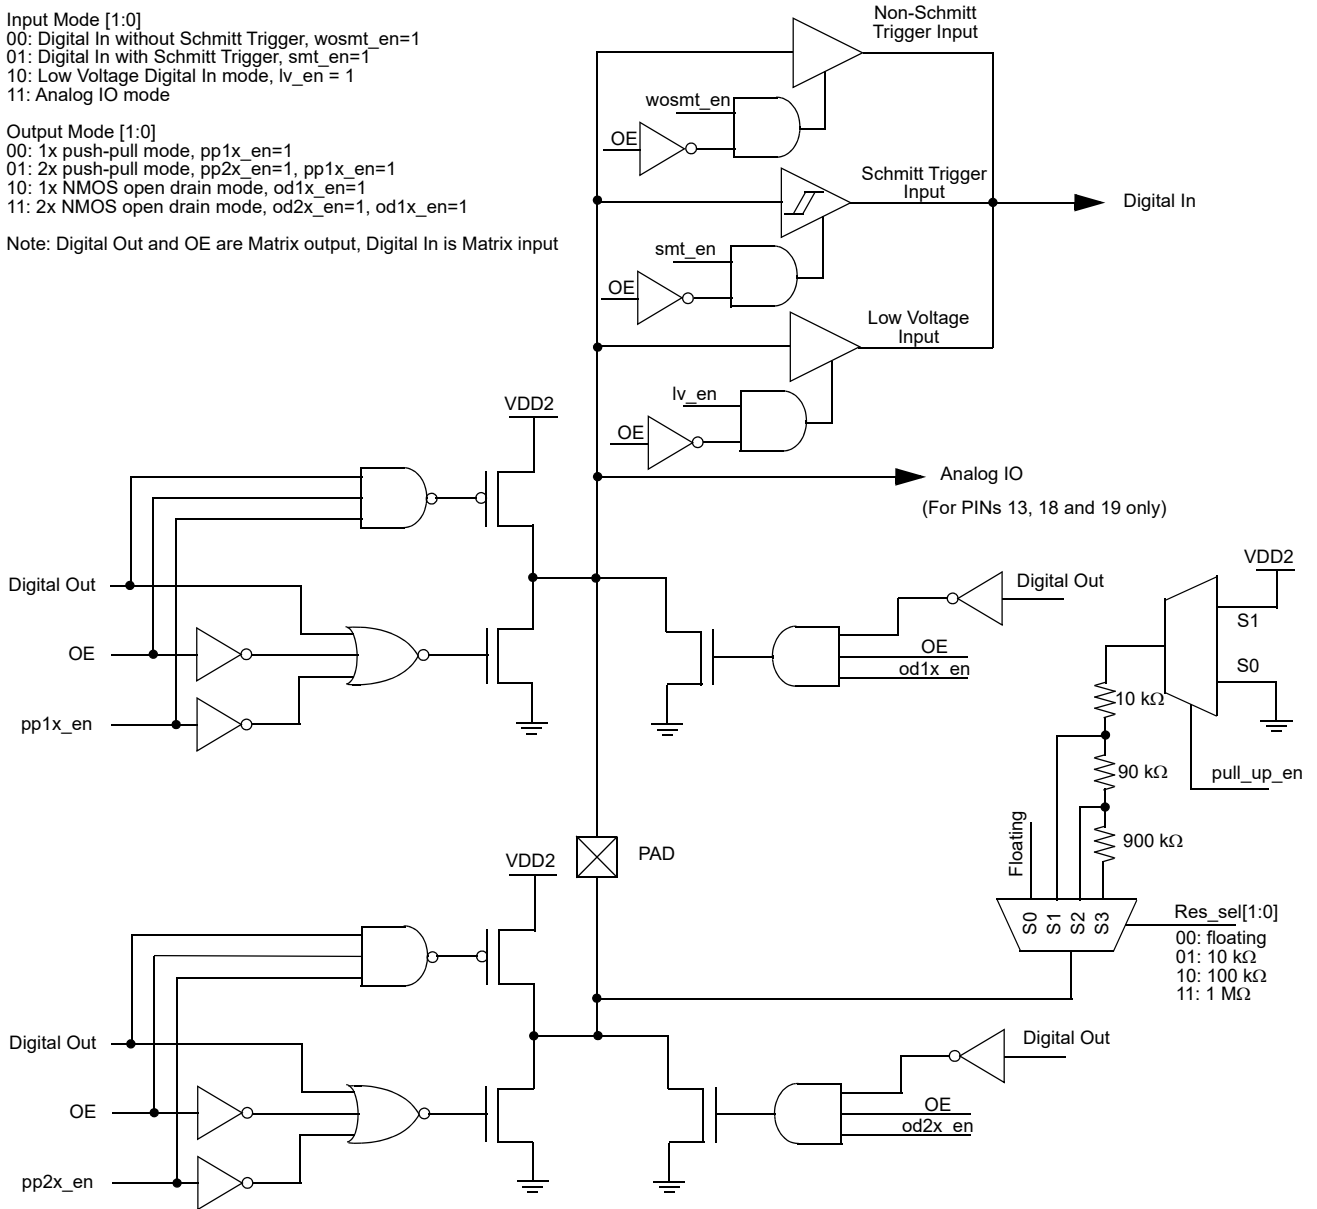 Input Mode [1:0]
00: Digital In without Schmitt Trigger, wosmt_en=1
01: Digital In with Schmitt Trigger, smt_en=1
10: Low Voltage Digital In mode, lv_en = 1
11: Analog IO mode
Output Mode [1:0]
00: 1x push-pull mode, pp1x_en=1
01: 2x push-pull mode, pp2x_en=1, pp1x_en=1
10: 1x NMOS open drain mode, od1x_en=1
11: 2x NMOS open drain mode, od2x_en=1, od1x_en=1
Note: Digital Out and OE are Matrix output, Digital In is Matrix input
Non-Schmitt
Trigger Input
wosmt_en
OE
Schmitt Trigger
Input
Digital In
smt_en
OE
Low Voltage
Input
lv_en
OE
VDD2
Analog IO
(For PINs 13, 18 and 19 only)
Digital Out
OE
pp1x_en
Digital Out
OE
od1x_en
VDD2
S1
S0
10 kΩ
90 kΩ
pull_up_en
900 kΩ
Floating
S0
S1
S2
S3
Res_sel[1:0]
00: floating
01: 10 kΩ
10: 100 kΩ
11: 1 MΩ
PAD
VDD2
Digital Out
OE
pp2x_en
Digital Out
OE
od2x_en